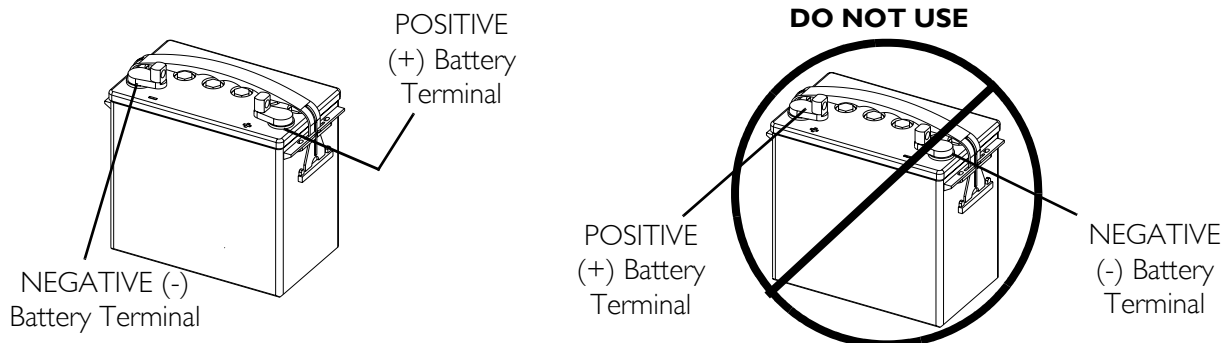 POSITIVE
(+) Battery
Terminal
NEGATIVE (-)
Battery Terminal
DO NOT USE
POSITIVE
(+) Battery
Terminal
NEGATIVE
(-) Battery
Terminal